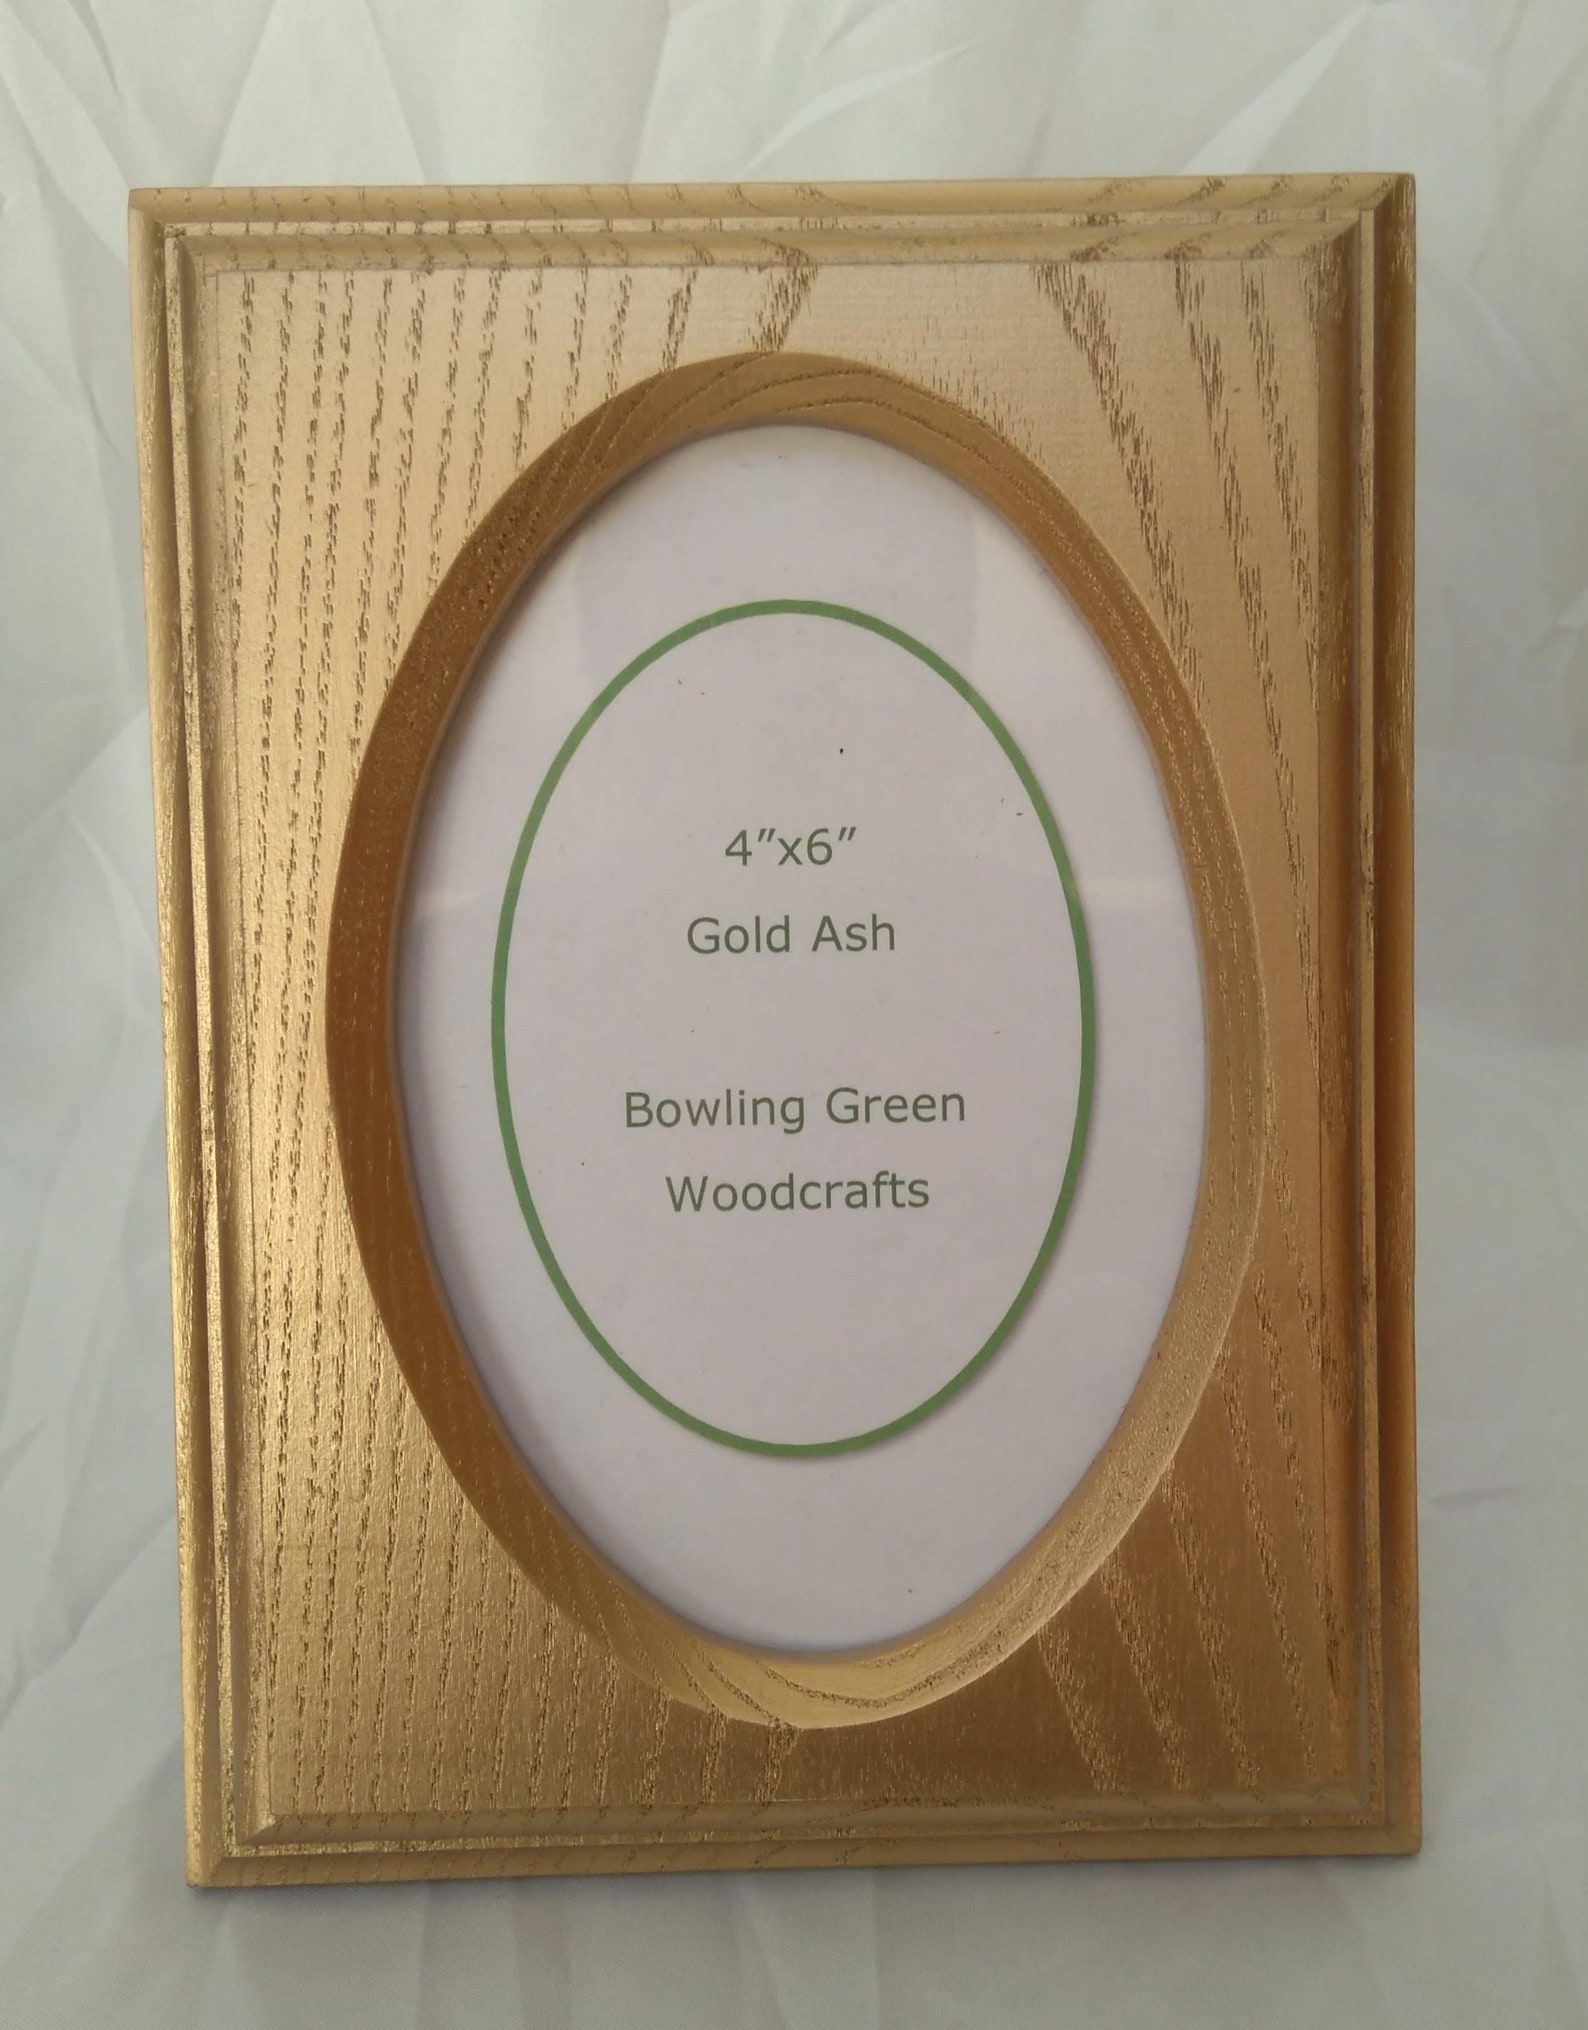 4”x6”
Gold Ash
Bowling Green
Woodcrafts